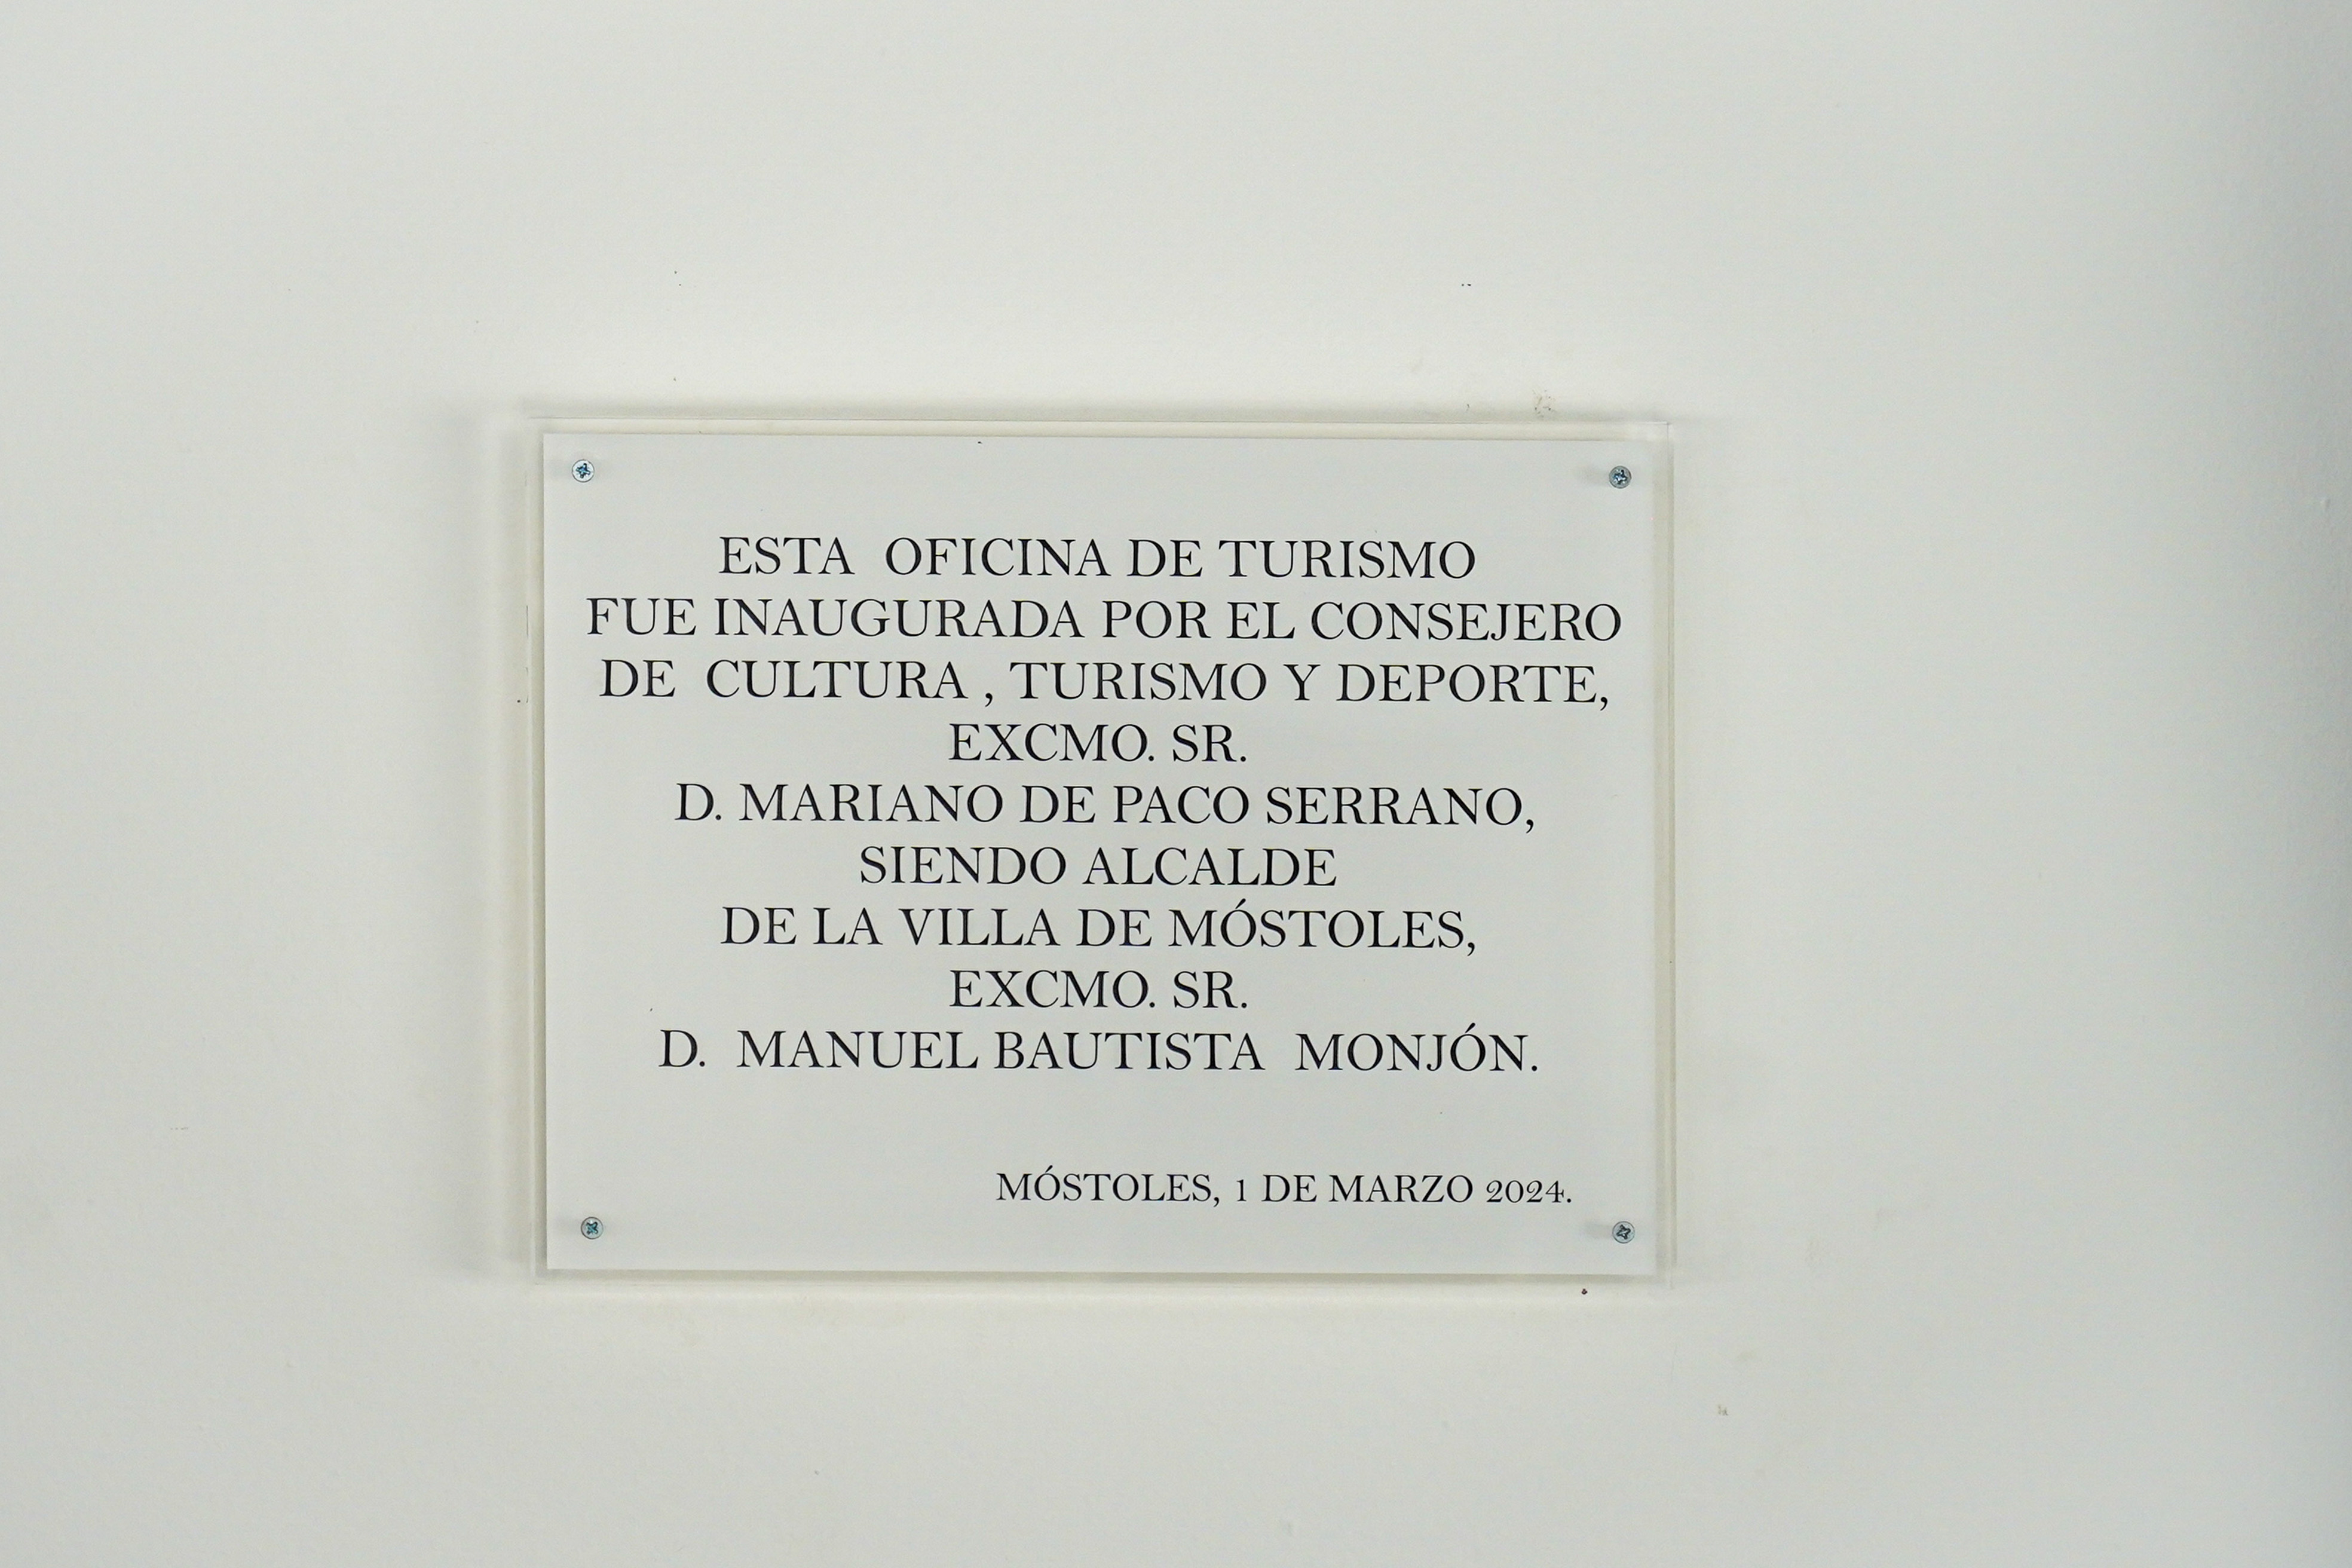 ESTA OFICINA DE TURISMO
FUE INAUGURADA POR EL CONSEJERO
DE CULTURA , TURISMO Y DEPORTE,
EXCMO. SR.
D. MARIANO DE PACO SERRANO,
SIENDO ALCALDE
DE LA VILLA DE MÓSTOLES,
EXCMO. SR.
D. MANUEL BAUTISTA MONJÓN.
MÓSTOLES, 1 DE MARZO 2024.